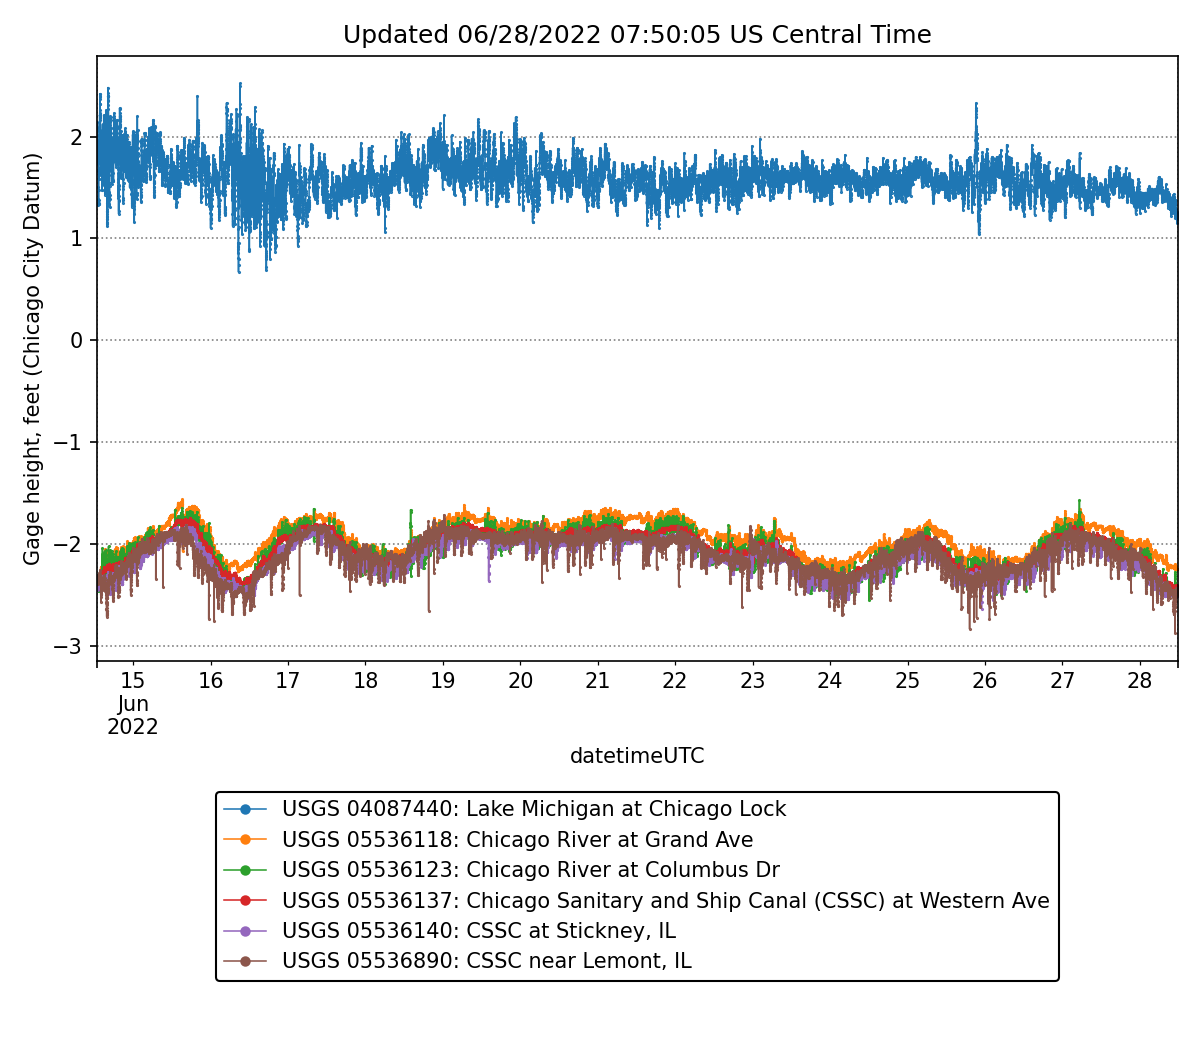 Updated 06/28/2022 07:50:05 US Central Time
Gage height, feet (Chicago City Datum)
2
1
0
−1
−2
−3
15 16 17 18 19 20 21 22 23 24 25 26 27 28
Jun
2022
datetimeUTC
USGS 04087440: Lake Michigan at Chicago Lock
USGS 05536118: Chicago River at Grand Ave
USGS 05536123: Chicago River at Columbus Dr
USGS 05536137: Chicago Sanitary and Ship Canal (CSSC) at Western Ave
USGS 05536140: CSSC at Stickney, IL
USGS 05536890: CSSC near Lemont, IL